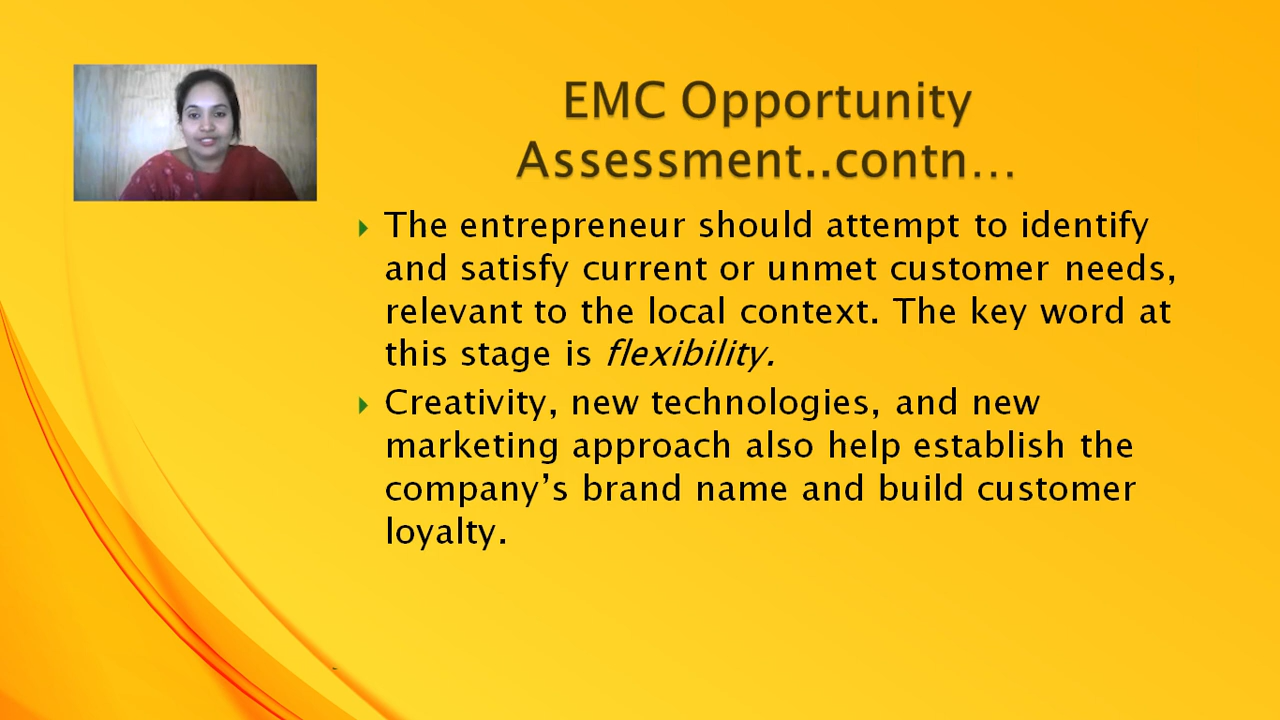 EMC Opportunity
Assessment..contn...
The entrepreneur should attempt to identify
and satisfy current or unmet customer needs,
relevant to the local context. The key word at
this stage is flexibility.
Creativity, new technologies, and new
marketing approach also help establish the
company’s brand name and build customer
loyalty.